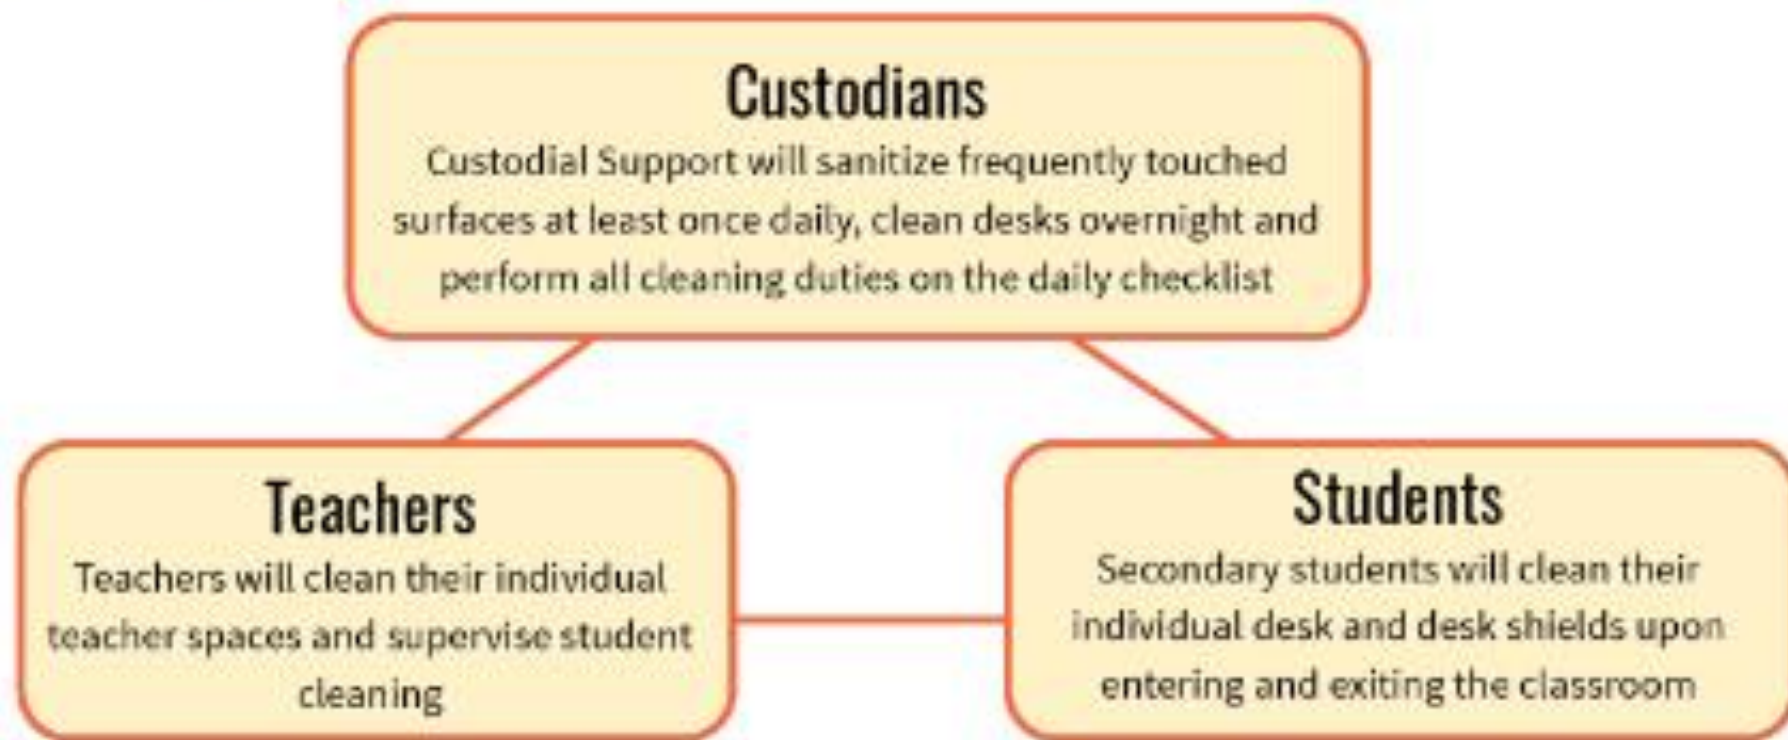 Custodians
Custodial Support will sanitize frequently touched
surfaces at least once daily, clean desks overnight and
perform all cleaning duties on the daily checklist
Teachers
Teachers will clean their individual
teacher spaces and supervise student
cleaning
Students
Secondary students will clean their
individual desk and desk shields upon
entering and exiting the classroom